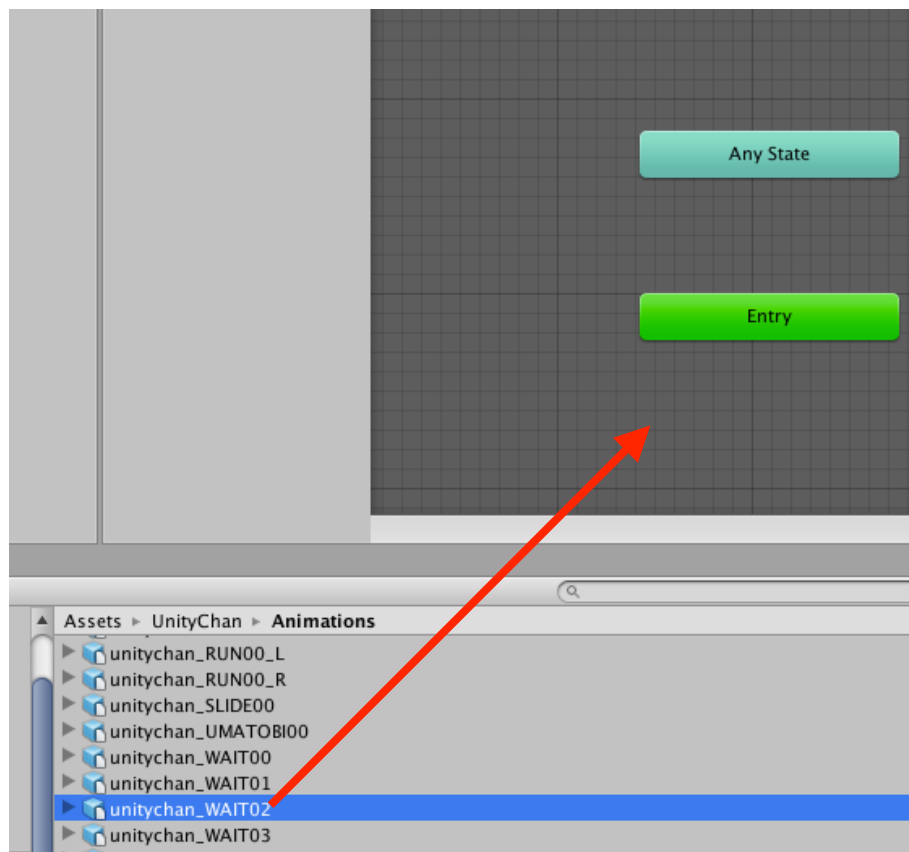 Any State
Entry
Assets ▸ UnityChan ▸ Animations
unitychan_RUN00_L
unitychan_RUN00_R
unitychan_SLIDE00
unitychan_UMATOBI00
unitychan_WAIT00
unitychan_WAIT01
unitychan_WAIT02
unitychan_WAIT03